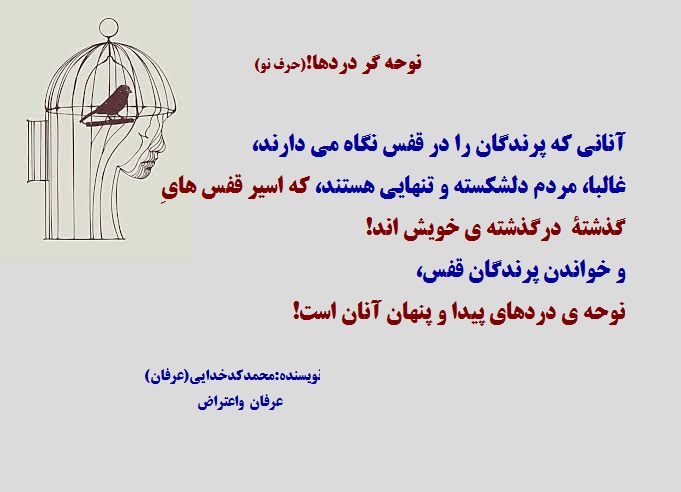 نوحه گر دردها!(حرف نو)
آنانی که پرندگان را در قفس نگاه می دارند،
غالبا، مردم دلشکسته و تنهایی هستند، که اسیر قفس هایِ
گذشتهٔ درگذشته ی خویش اند!
و خواندن پرندگان قفس،
نوحه ی دردهای پیدا و پنهان آنان است!
نویسنده:محمدکدخدایی(عرفان)
عرفان واعتراض